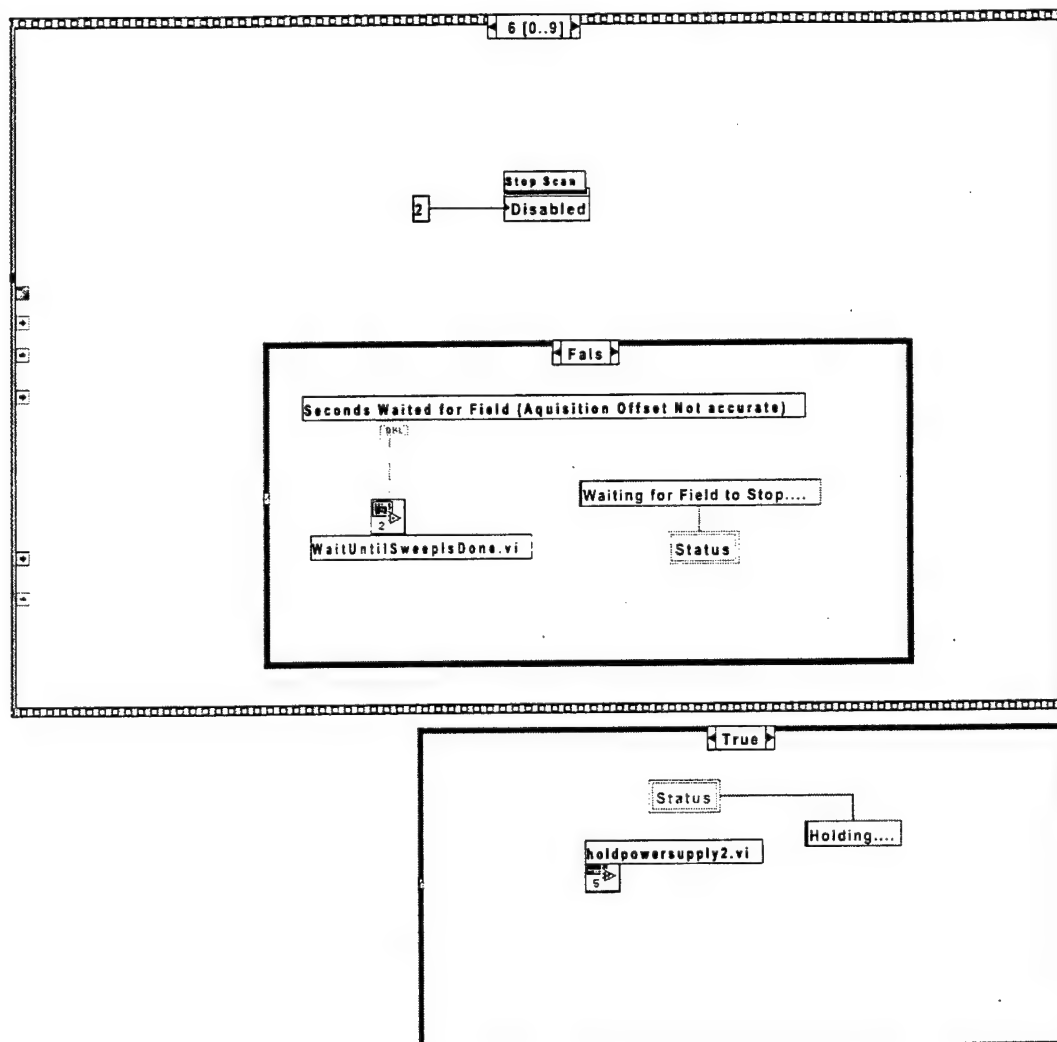 6 [0..9]
Stop Scan
2
Disabled
Fals
Seconds Waited for Field (Aquisition Offset Not accurate)
DBL
2
WaitUntilSweepIsDone.vi
Waiting for Field to Stop....
Status
True
Status
Holding....
holdpowersupply2.vi
5